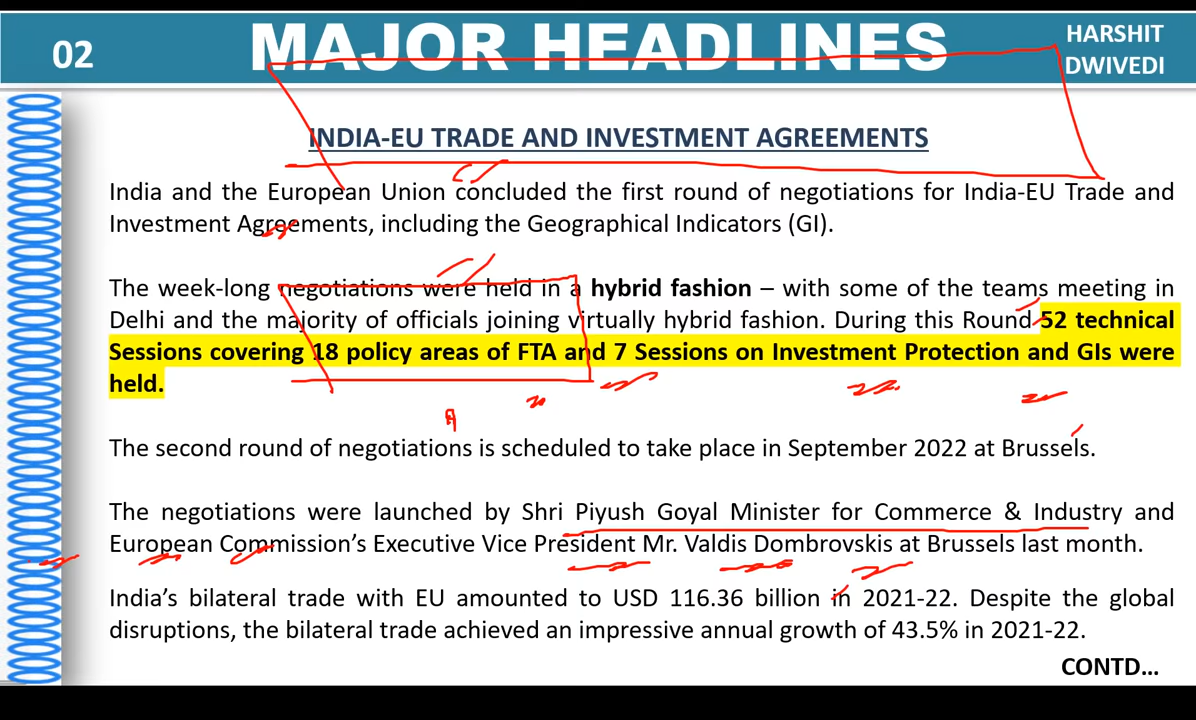 02
MAJOR HEADLINES
HARSHIT
DWIVEDI
INDIA-EU TRADE AND INVESTMENT AGREEMENTS
India and the European Union concluded the first round of negotiations for India-EU Trade and
Investment Agreements, including the Geographical Indicators (GI).
The week-long negotiations were held in a hybrid fashion – with some of the teams meeting in
Delhi and the majority of officials joining virtually hybrid fashion. During this Round 52 technical
Sessions covering 18 policy areas of FTA and 7 Sessions on Investment Protection and GIs were
held.
The second round of negotiations is scheduled to take place in September 2022 at Brussels.
The negotiations were launched by Shri Piyush Goyal Minister for Commerce & Industry and
European Commission’s Executive Vice President Mr. Valdis Dombrovskis at Brussels last month.
India’s bilateral trade with EU amounted to USD 116.36 billion in 2021-22. Despite the global
disruptions, the bilateral trade achieved an impressive annual growth of 43.5% in 2021-22.
CONTD...